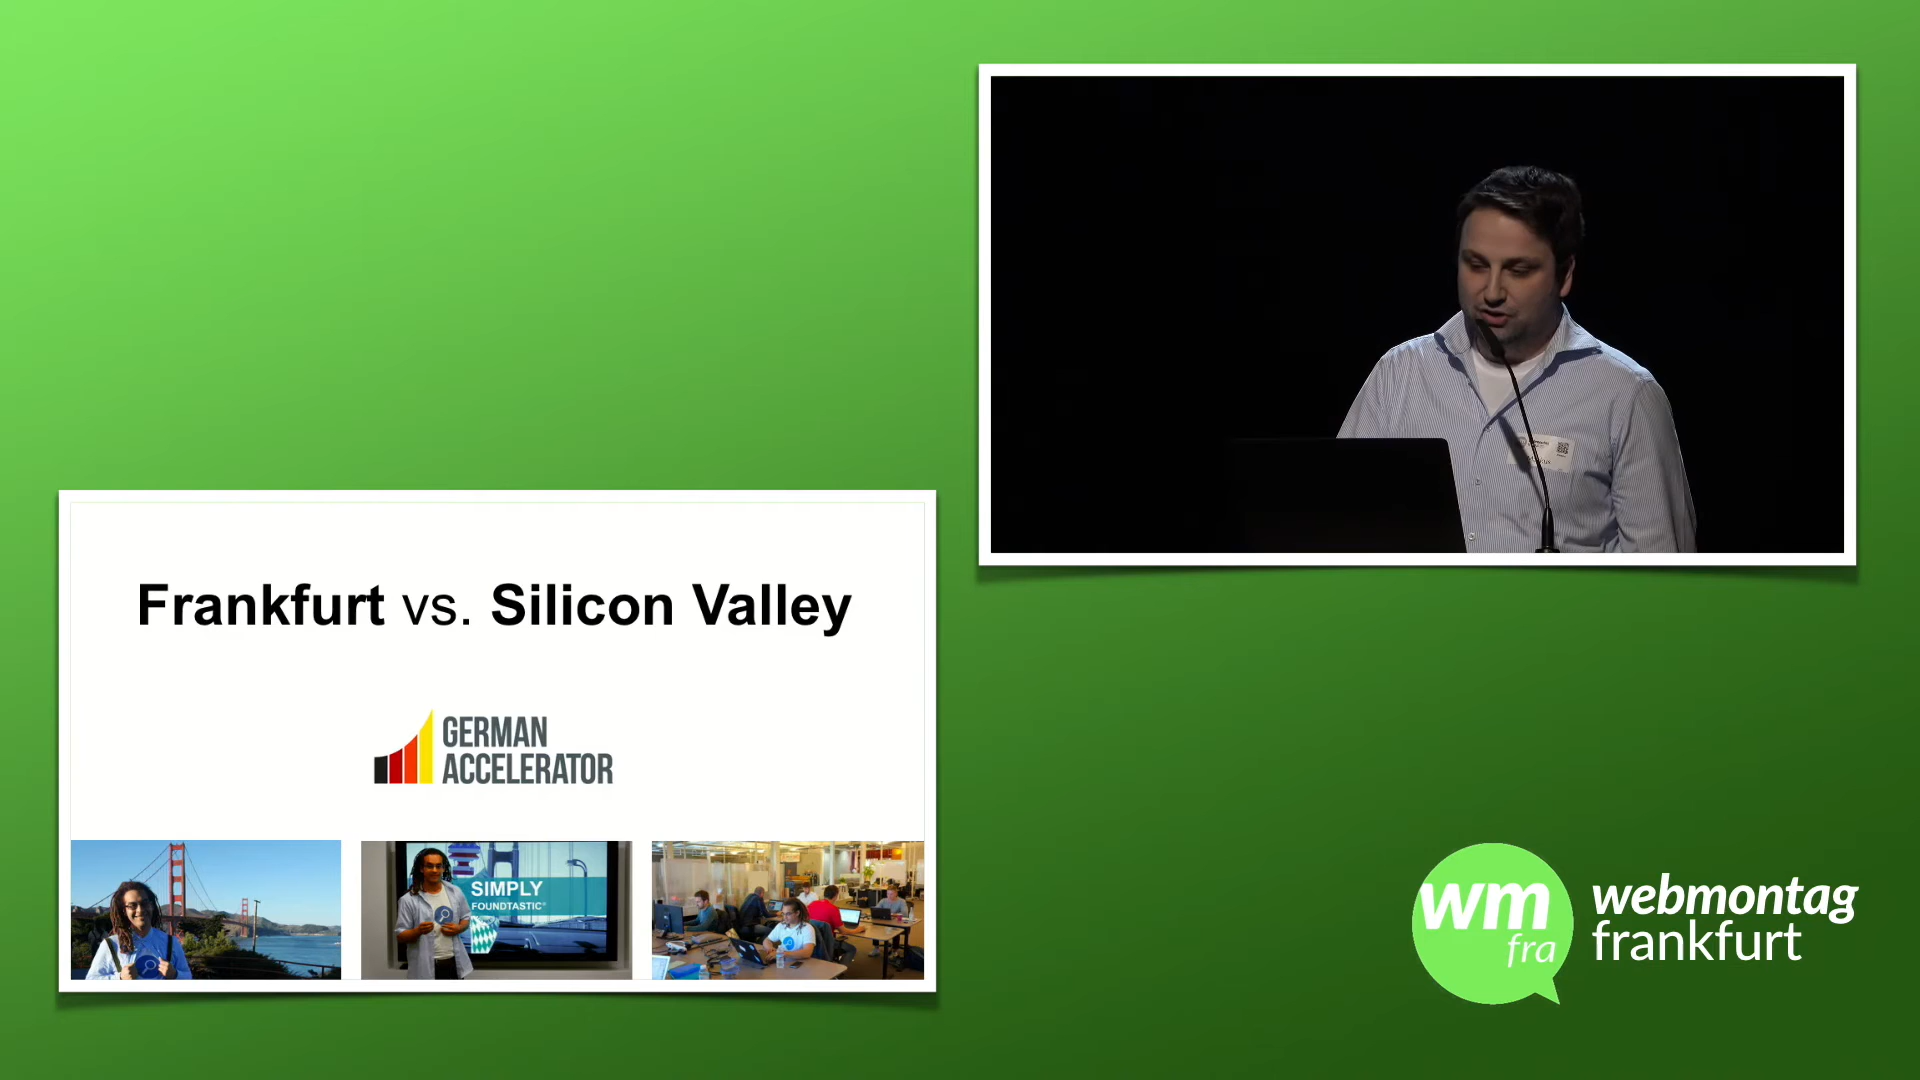 Frankfurt vs. Silicon Valley
GERMAN
ACCELERATOR
SIMPLY
FOUNDTASTIC
wm
fra
webmontag
frankfurt